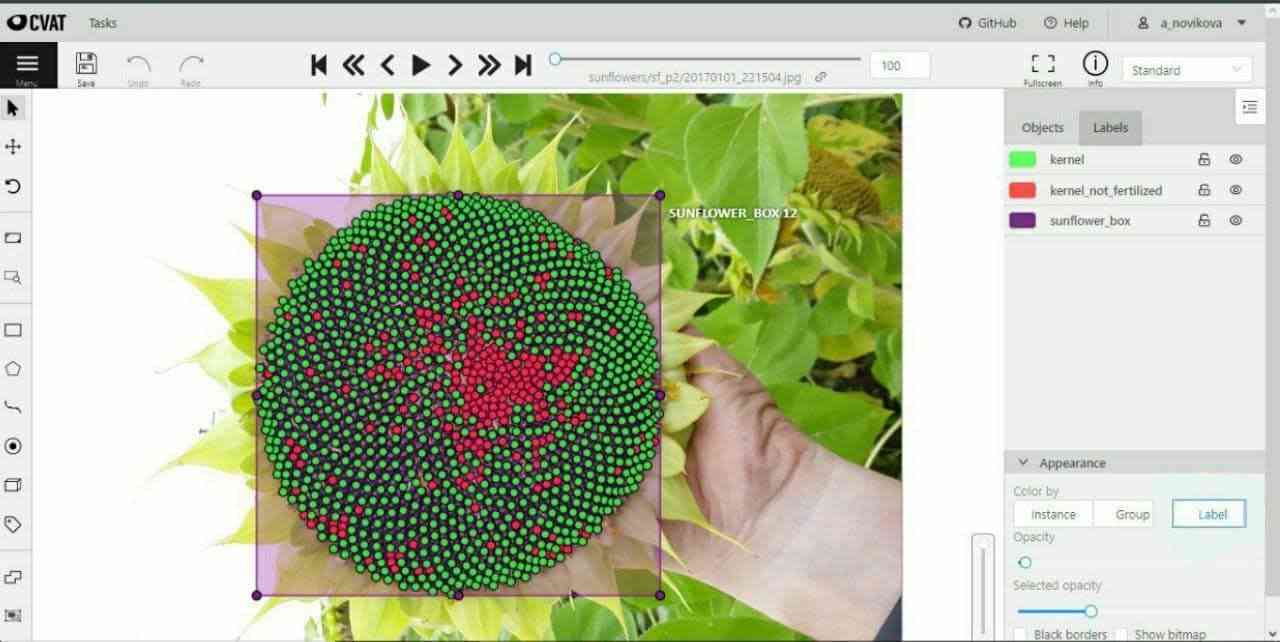 CVAT
Tasks
GitHub
Help
a_novikova
Menu
Save
Undo
Redo
sunflowers/sf_p2/20170101_221504.jpg
100
Fullscreen
Info
Standard
Objects
Labels
kernel
kernel_not_fertilized
sunflower_box
SUNFLOWER_BOX 12
Appearance
Color by
Instance Group Label
Opacity
Selected opacity
Black borders Show bitmap